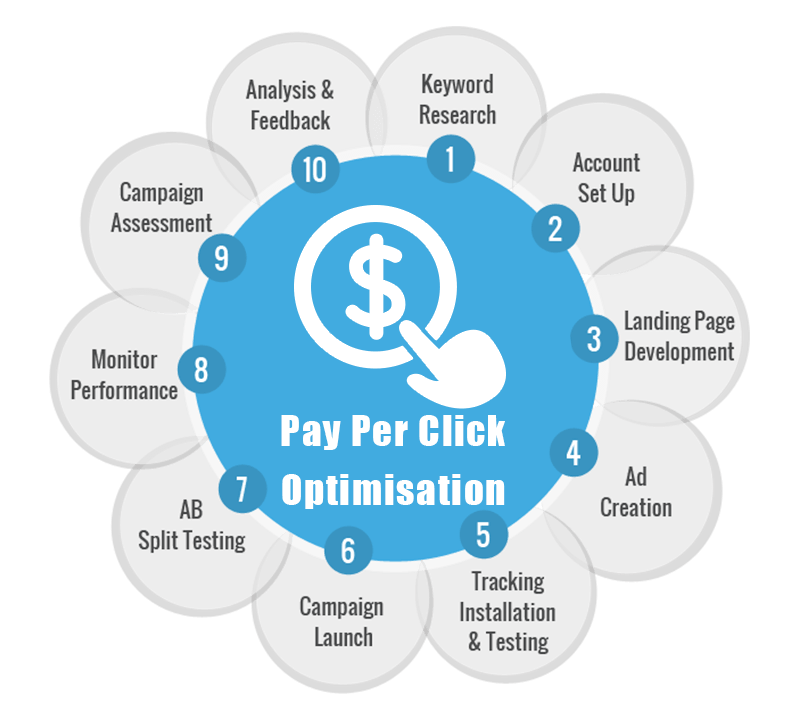 Pay Per Click
Optimisation
1
Keyword
Research
2
Account
Set Up
3
Landing Page
Development
4
Ad
Creation
5
Tracking
Installation
& Testing
6
Campaign
Launch
7
AB
Split Testing
8
Monitor
Performance
9
Campaign
Assessment
10
Analysis &
Feedback
$